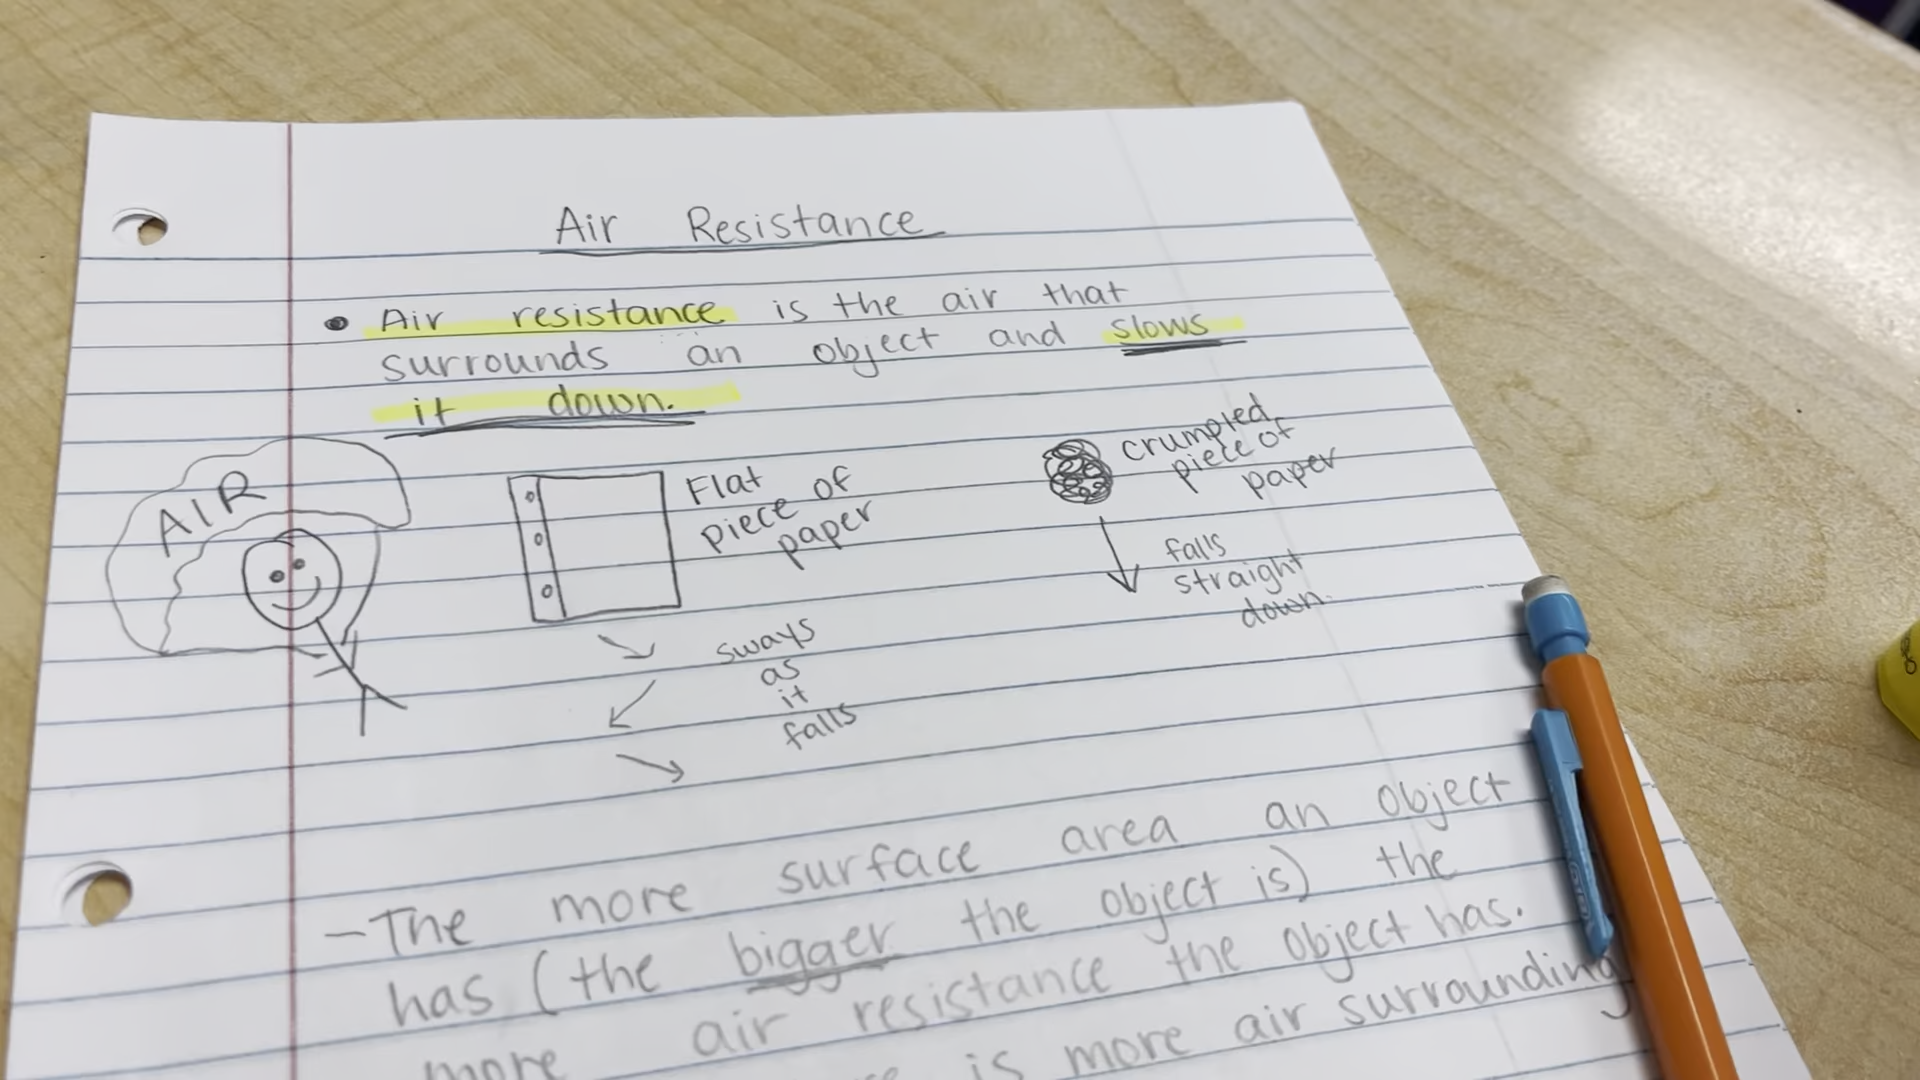 Air Resistance
• Air resistance is the air that
surrounds an object and slows
it down.
AIR
Flat
piece of
paper
sways
as
it
falls
crumpled
piece of
paper
falls
straight
down.
– The more surface area an object
has (the bigger the object is) the
more air resistance the object has.
is more air surrounding